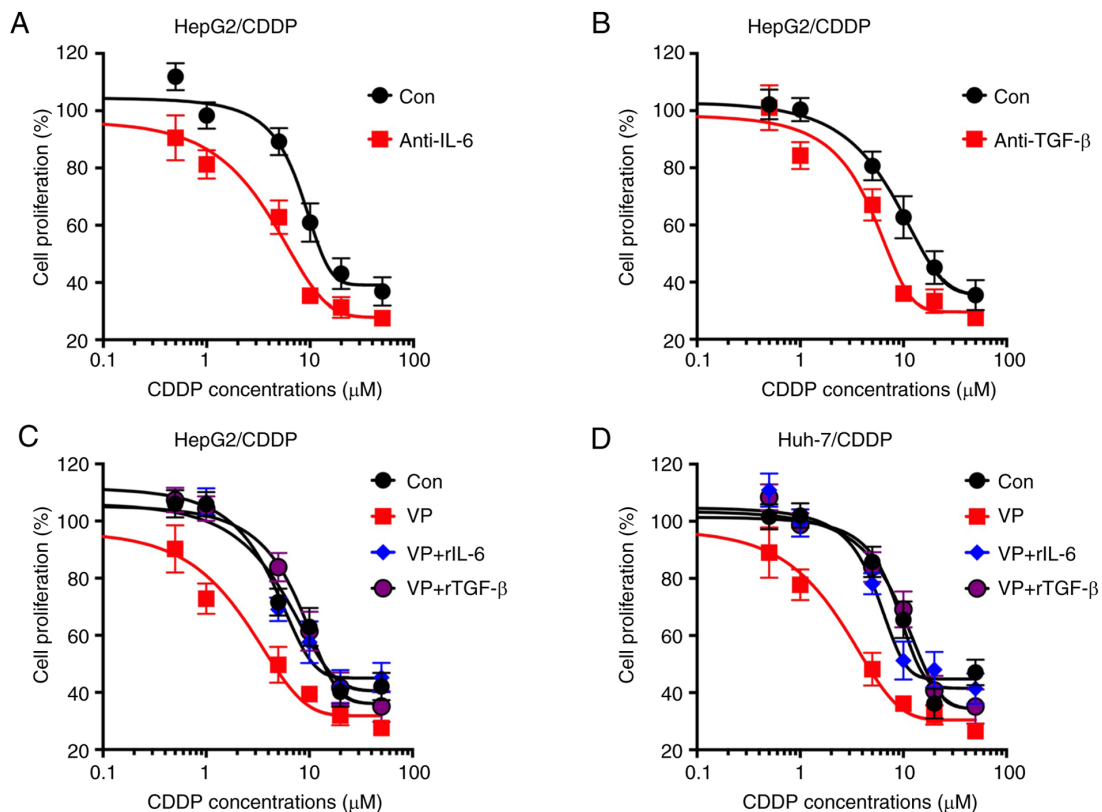 A
HepG2/CDDP
120
100
80
60
40
20
Cell proliferation (%)
0.1
1
10
100
CDDP concentrations (μM)
Con
Anti-IL-6
B
HepG2/CDDP
120
100
80
60
40
20
Cell proliferation (%)
0.1
1
10
100
CDDP concentrations (μM)
Con
Anti-TGF-β
C
HepG2/CDDP
120
100
80
60
40
20
Cell proliferation (%)
0.1
1
10
100
CDDP concentrations (μM)
Con
VP
VP+rIL-6
VP+rTGF-β
D
Huh-7/CDDP
120
100
80
60
40
20
Cell proliferation (%)
0.1
1
10
100
CDDP concentrations (μM)
Con
VP
VP+rIL-6
VP+rTGF-β